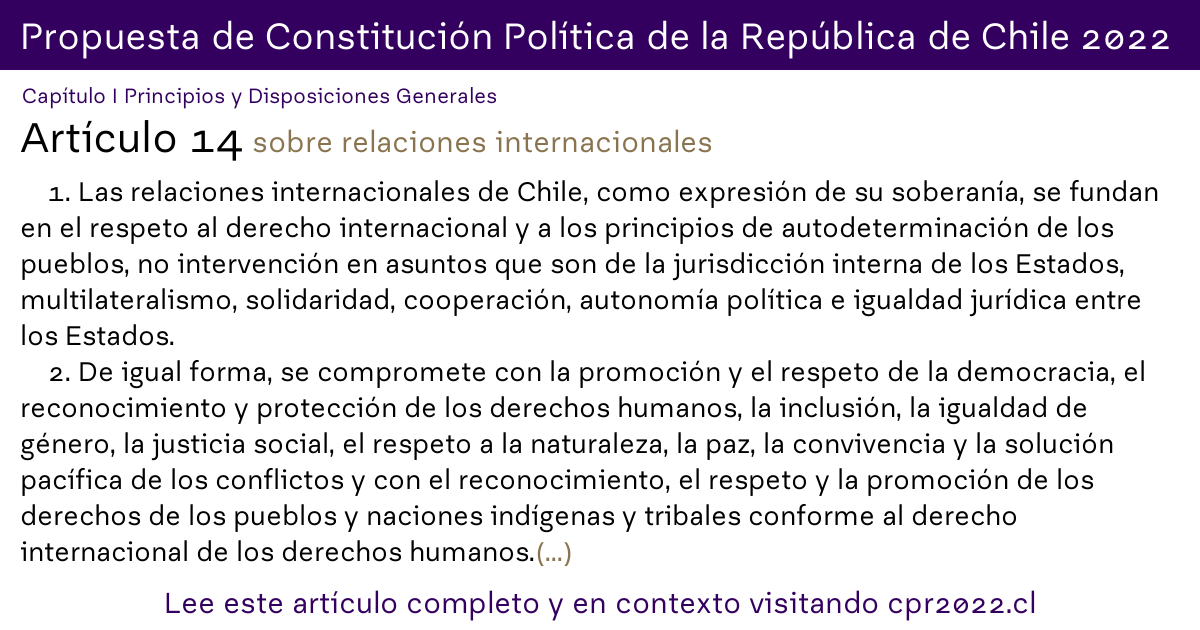 Propuesta de Constitución Política de la República de Chile 2022
Capítulo I Principios y Disposiciones Generales
Artículo 14 sobre relaciones internacionales
1. Las relaciones internacionales de Chile, como expresión de su soberanía, se fundan
en el respeto al derecho internacional y a los principios de autodeterminación de los
pueblos, no intervención en asuntos que son de la jurisdicción interna de los Estados,
multilateralismo, solidaridad, cooperación, autonomía política e igualdad jurídica entre
los Estados.
2. De igual forma, se compromete con la promoción y el respeto de la democracia, el
reconocimiento y protección de los derechos humanos, la inclusión, la igualdad de
género, la justicia social, el respeto a la naturaleza, la paz, la convivencia y la solución
pacífica de los conflictos y con el reconocimiento, el respeto y la promoción de los
derechos de los pueblos y naciones indígenas y tribales conforme al derecho
internacional de los derechos humanos.(...)
Lee este artículo completo y en contexto visitando cpr2022.cl